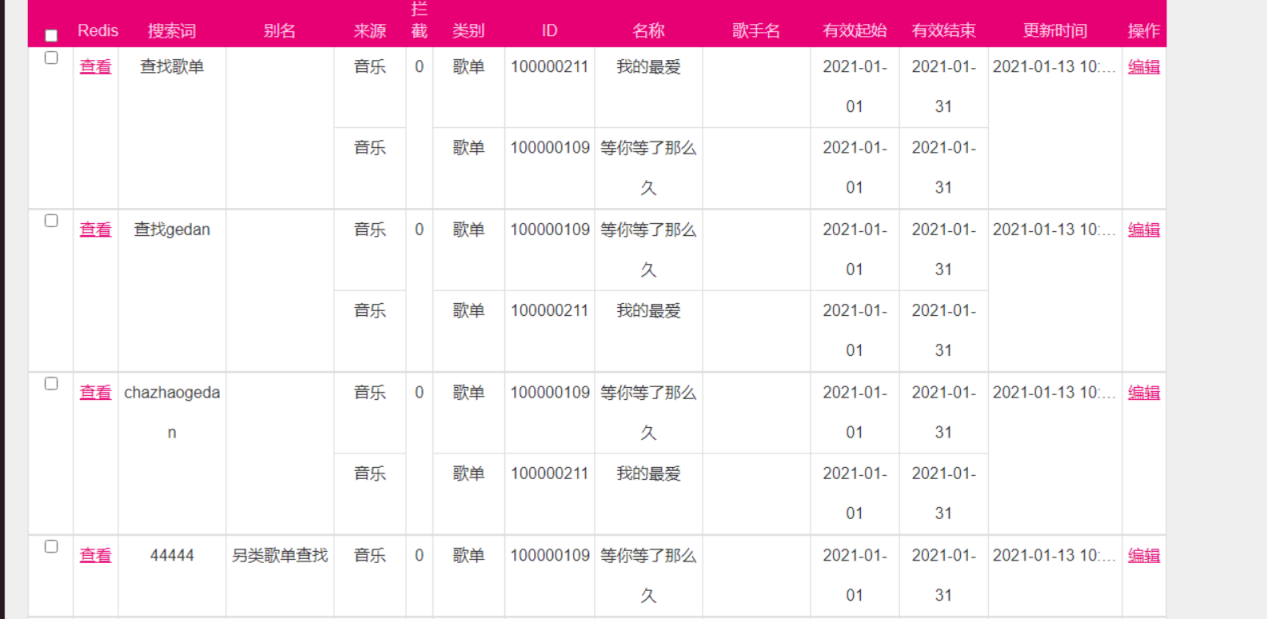 拦
Redis 搜索词 别名 来源 截 类别 ID 名称 歌手名 有效起始 有效结束 更新时间 操作
查看 查找歌单 音乐 0 歌单 100000211 我的最爱 2021-01- 2021-01- 2021-01-13 10:... 编辑
01 31
音乐 歌单 100000109 等你等了那么 2021-01- 2021-01-
久 01 31
查看 查找gedan 音乐 0 歌单 100000109 等你等了那么 2021-01- 2021-01- 2021-01-13 10:... 编辑
久 01 31
音乐 歌单 100000211 我的最爱 2021-01- 2021-01-
01 31
查看 chazhaogeda 音乐 0 歌单 100000109 等你等了那么 2021-01- 2021-01- 2021-01-13 10:... 编辑
n 久 01 31
音乐 歌单 100000211 我的最爱 2021-01- 2021-01-
01 31
查看 44444 另类歌单查找 音乐 0 歌单 100000109 等你等了那么 2021-01- 2021-01- 2021-01-13 10:... 编辑
久 01 31